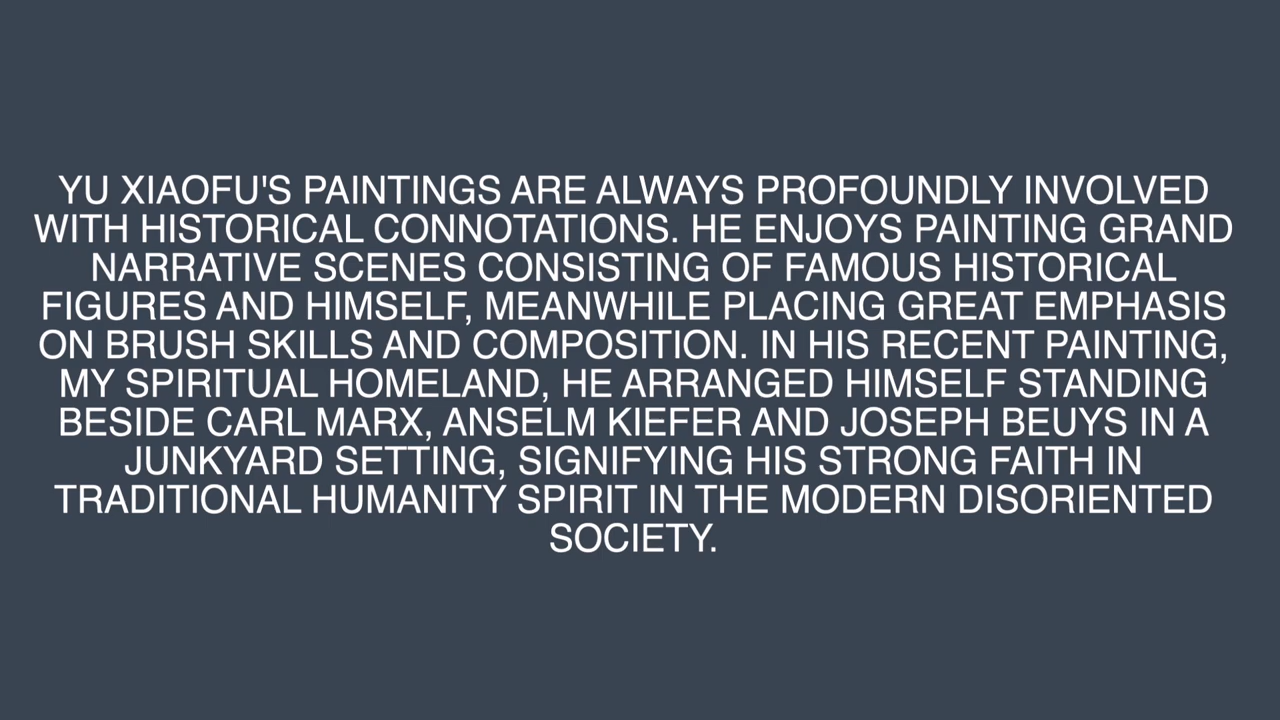 YU XIAOFU'S PAINTINGS ARE ALWAYS PROFOUNDLY INVOLVED
WITH HISTORICAL CONNOTATIONS. HE ENJOYS PAINTING GRAND
NARRATIVE SCENES CONSISTING OF FAMOUS HISTORICAL
FIGURES AND HIMSELF, MEANWHILE PLACING GREAT EMPHASIS
ON BRUSH SKILLS AND COMPOSITION. IN HIS RECENT PAINTING,
MY SPIRITUAL HOMELAND, HE ARRANGED HIMSELF STANDING
BESIDE CARL MARX, ANSELM KIEFER AND JOSEPH BEUYS IN A
JUNKYARD SETTING, SIGNIFYING HIS STRONG FAITH IN
TRADITIONAL HUMANITY SPIRIT IN THE MODERN DISORIENTED
SOCIETY.